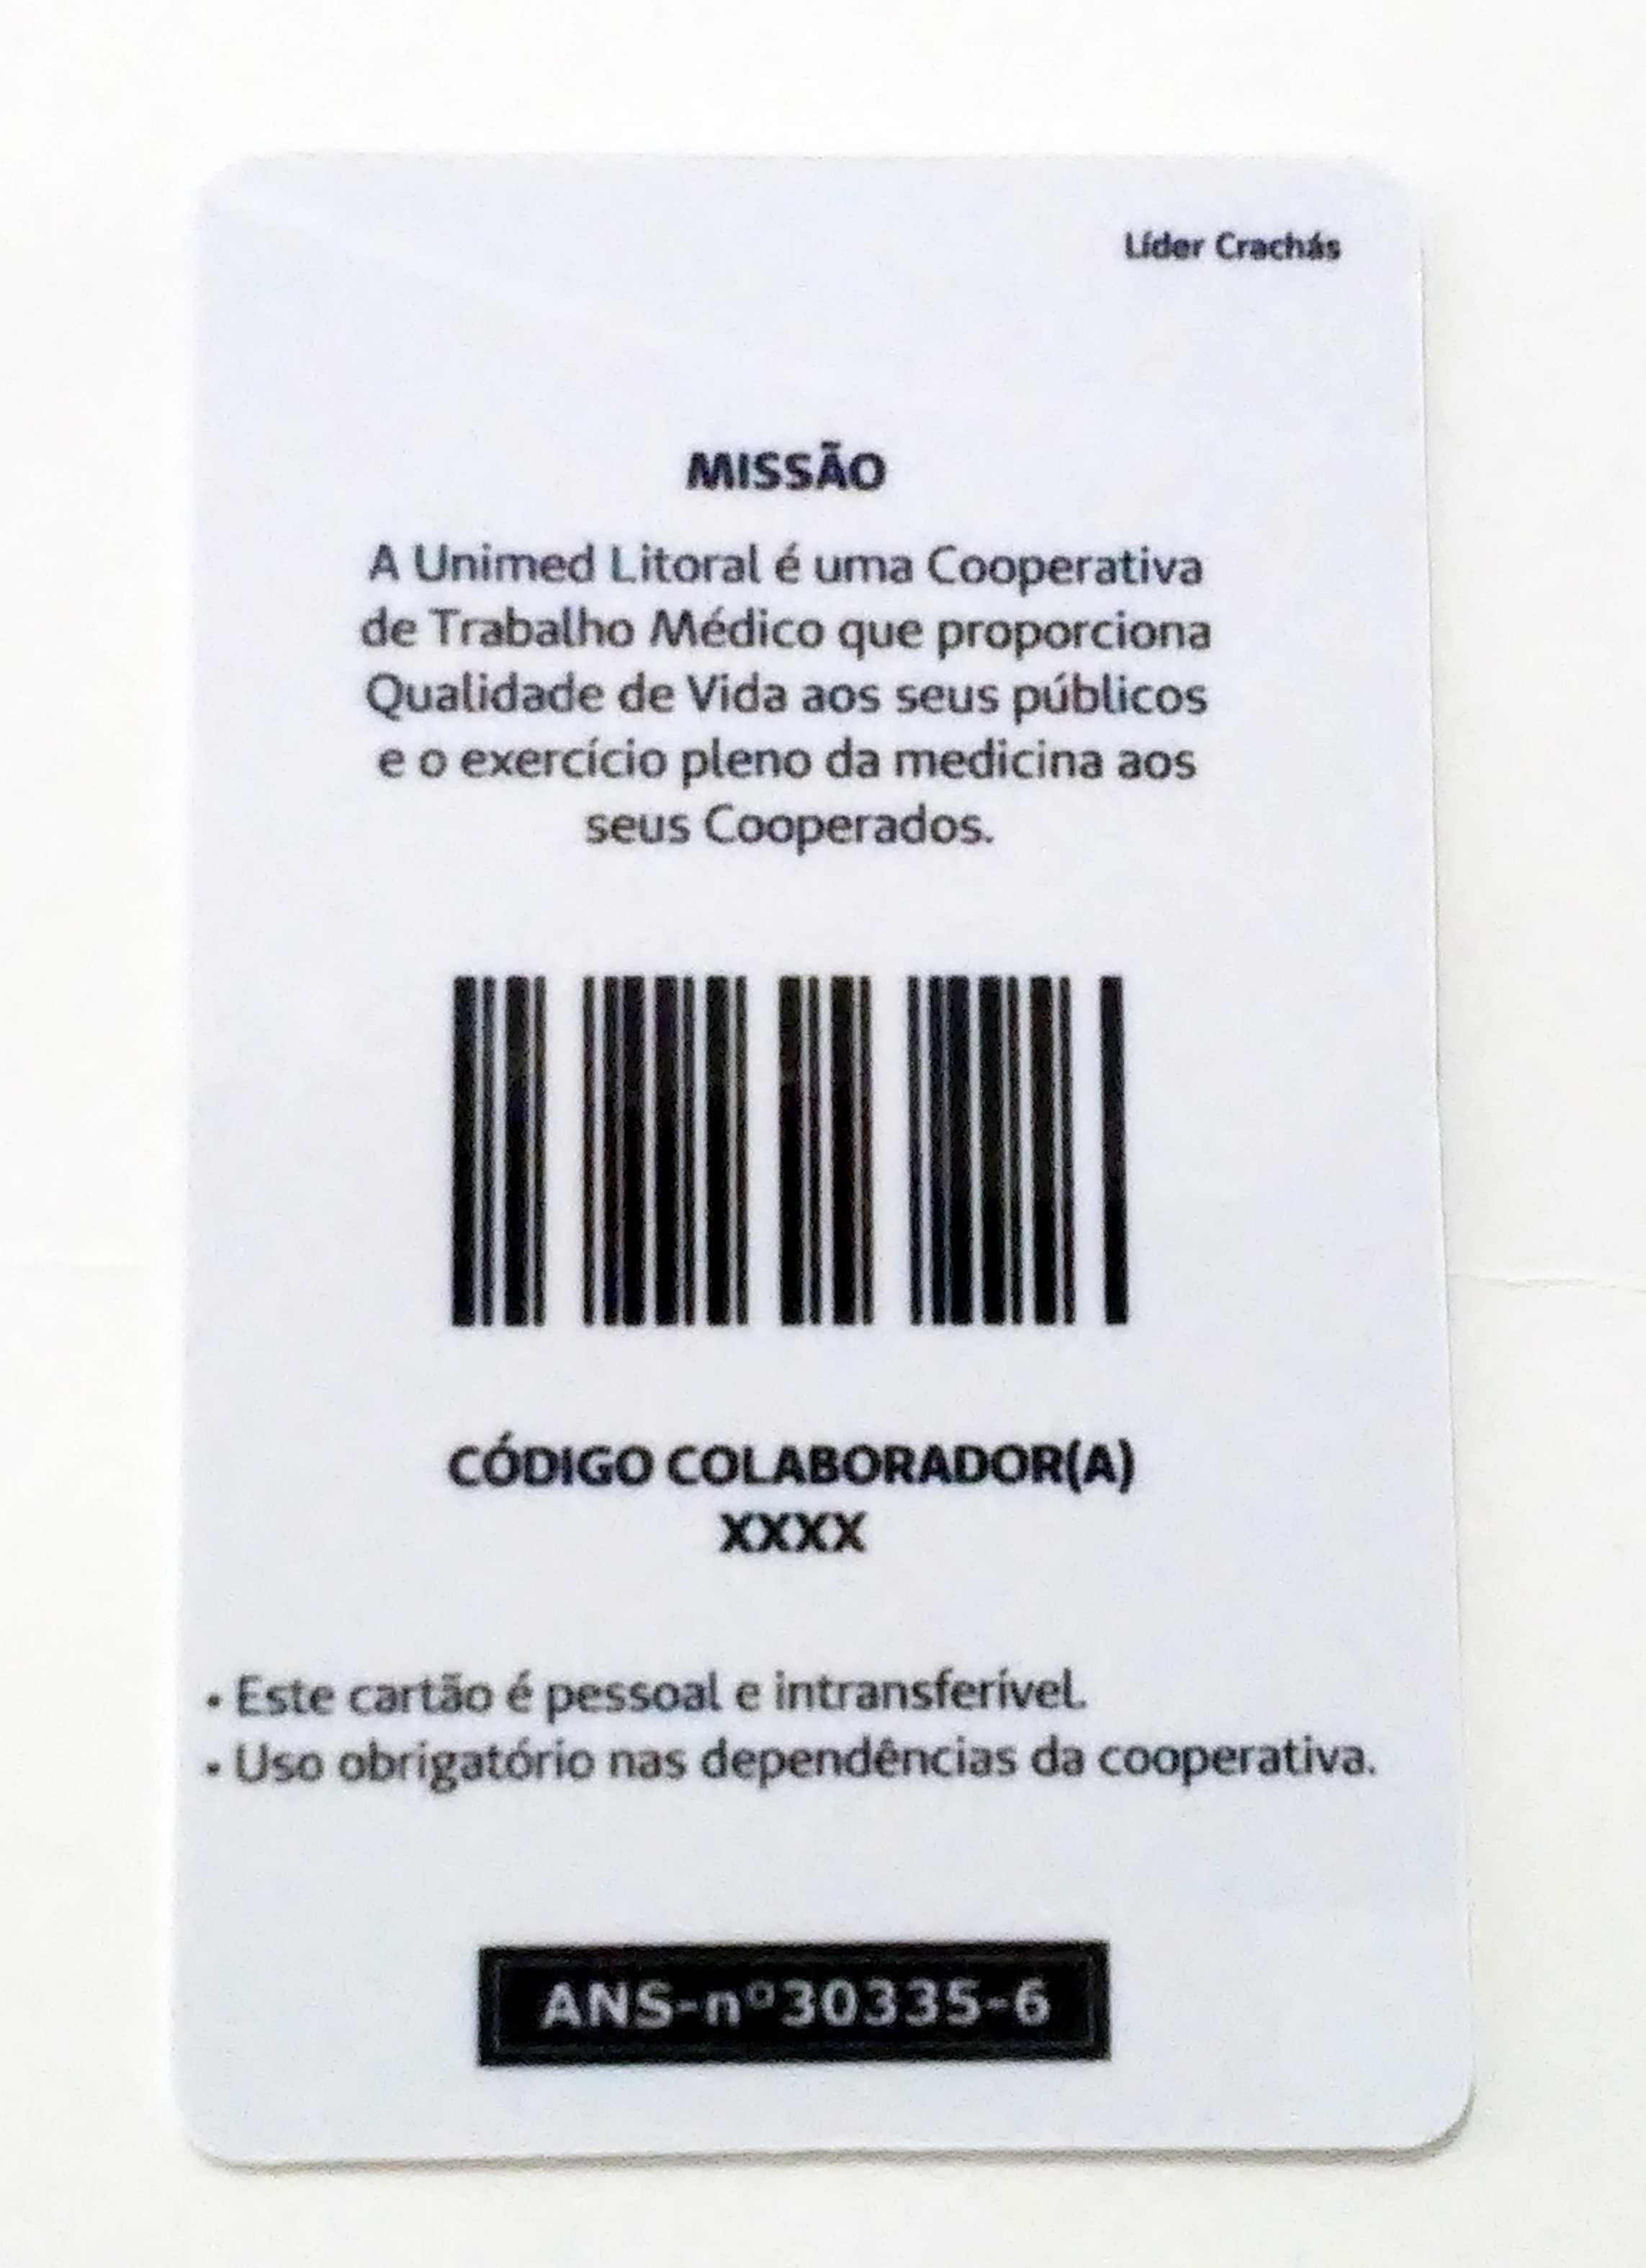 Líder Crachás
MISSÃO
A Unimed Litoral é uma Cooperativa
de Trabalho Médico que proporciona
Qualidade de Vida aos seus públicos
e o exercício pleno da medicina aos
seus Cooperados.
CÓDIGO COLABORADOR(A)
XXXX
• Este cartão é pessoal e intransferível.
• Uso obrigatório nas dependências da cooperativa.
ANS-nº30335-6